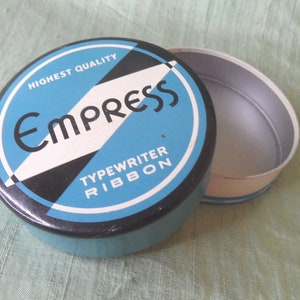 HIGHEST QUALITY
EMPRESS
TYPEWRITER
RIBBON